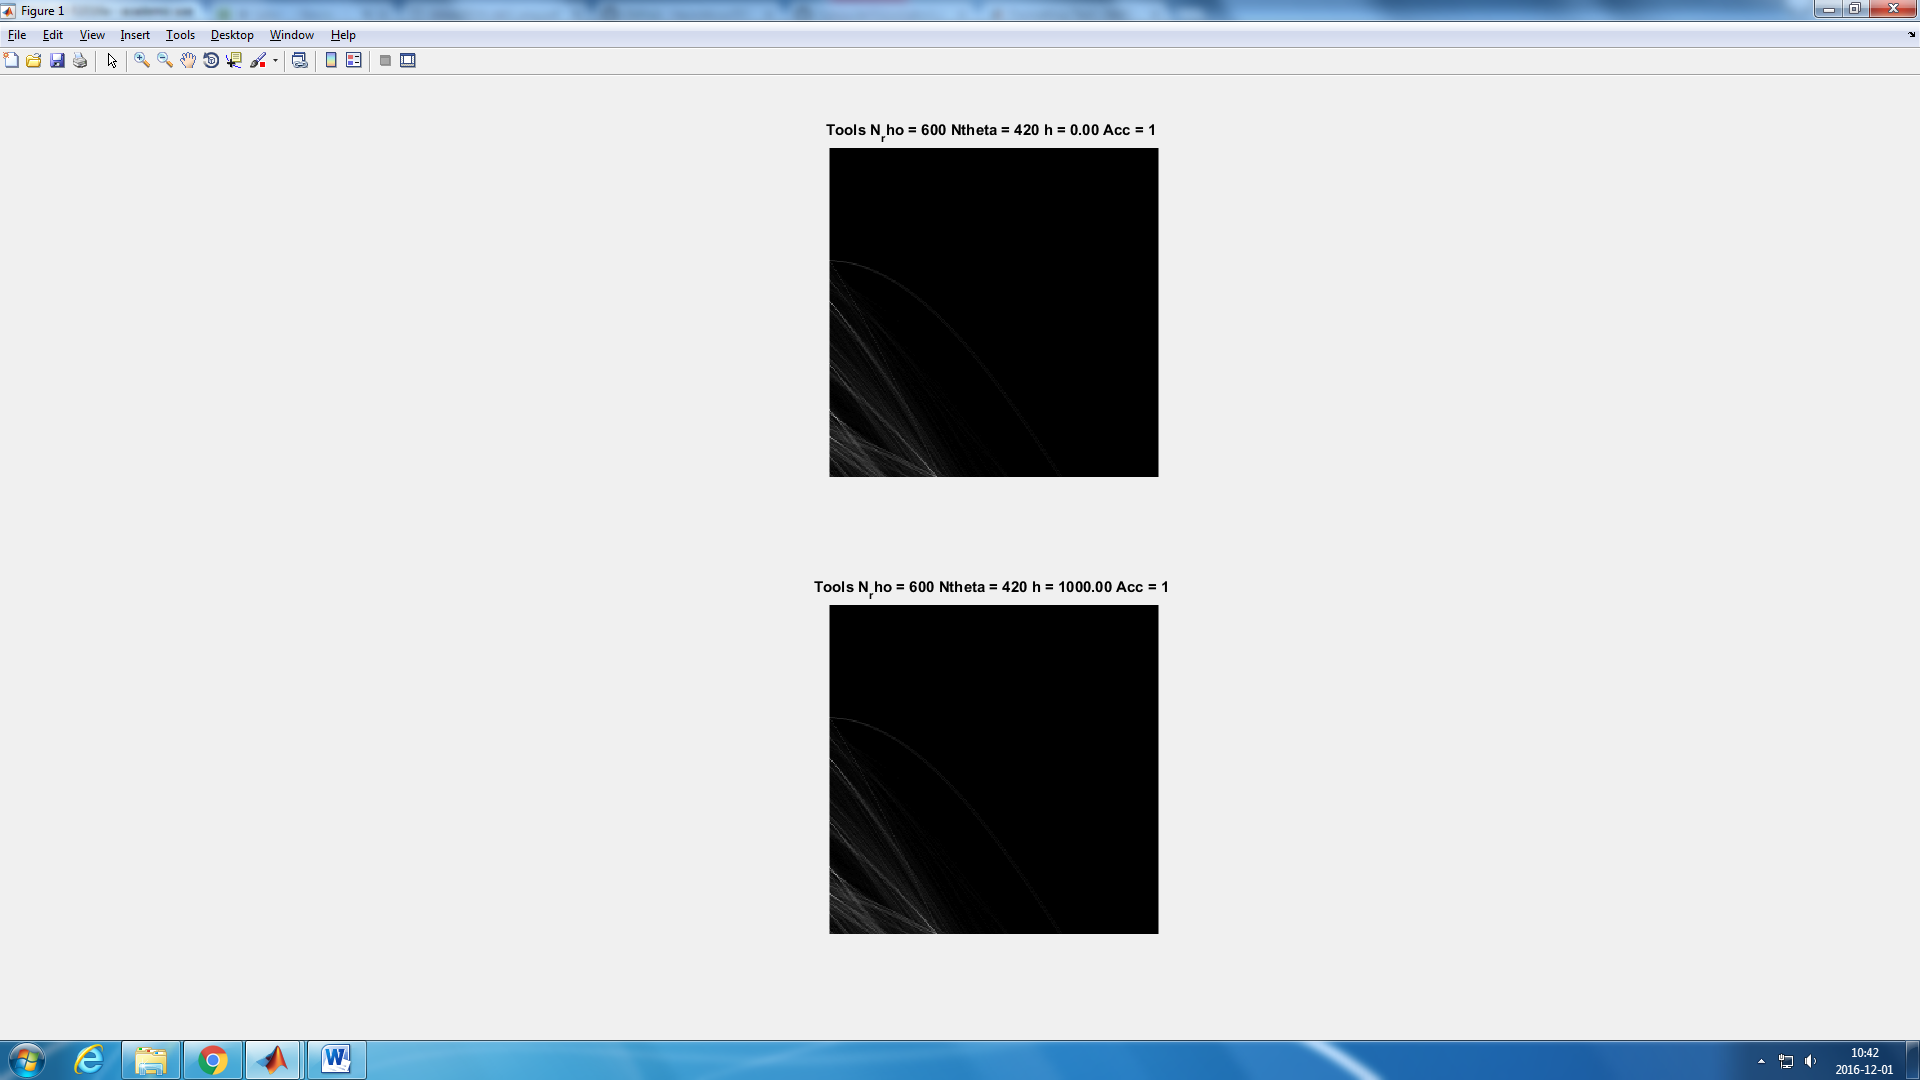 Figure 1
File Edit View Insert Tools Desktop Window Help
Tools N_rho = 600 Ntheta = 420 h = 0.00 Acc = 1
Tools N_rho = 600 Ntheta = 420 h = 1000.00 Acc = 1
10:42
2016-12-01